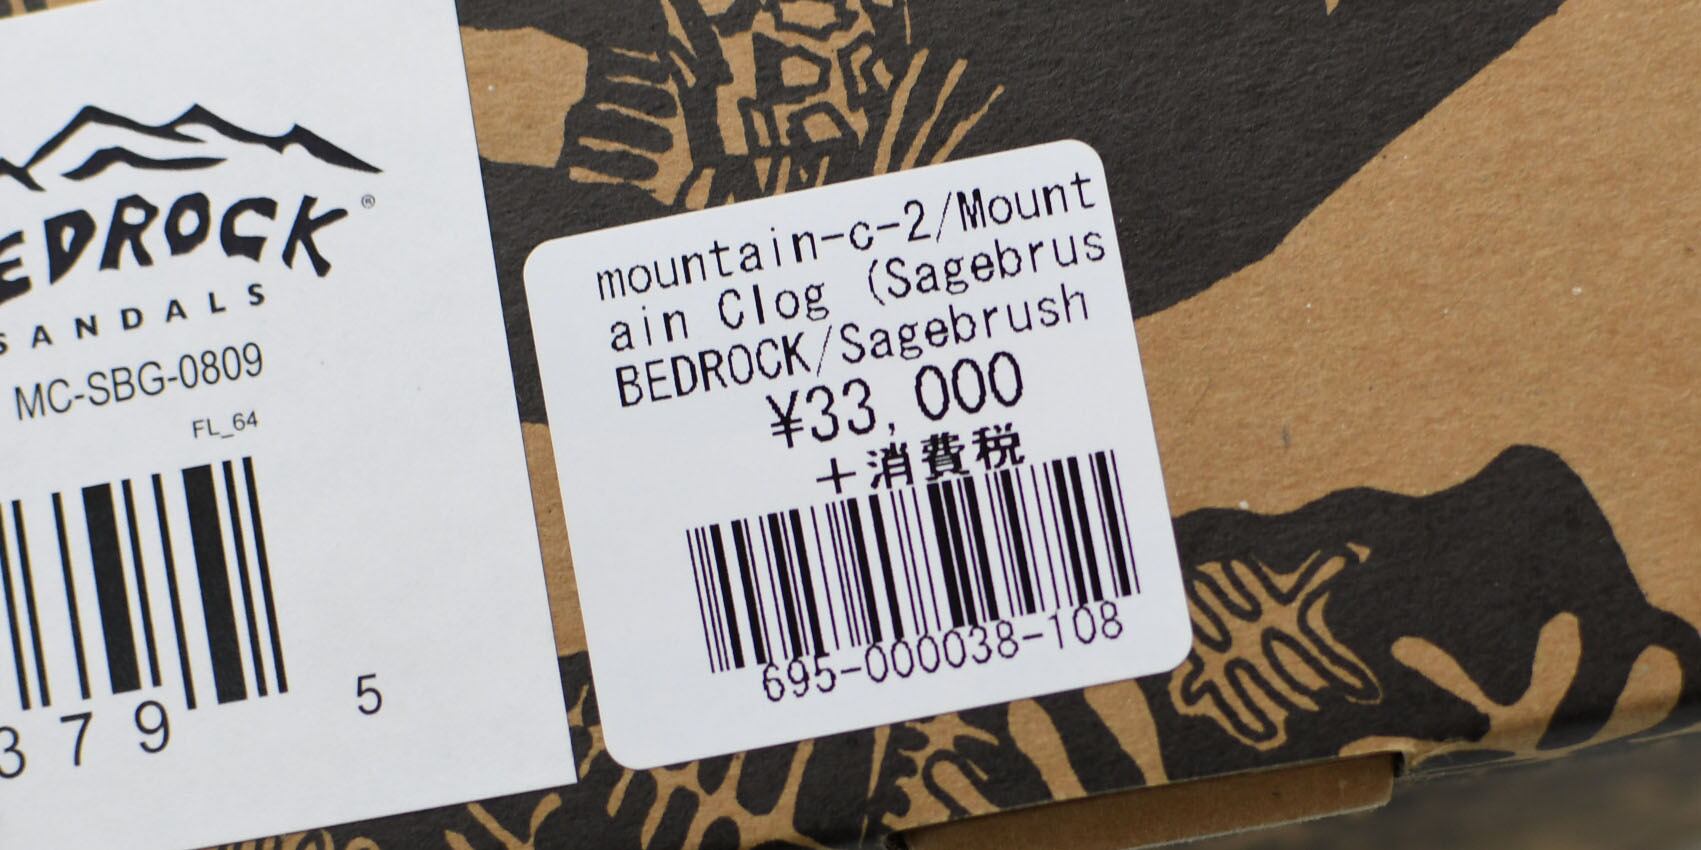 BEDROCK®
SANDALS
MC-SBG-0809
FL_64
379 5
mountain-c-2/Mount
ain Clog (Sagebrus
BEDROCK/Sagebrush
¥33,000
+消費税
695-000038-108